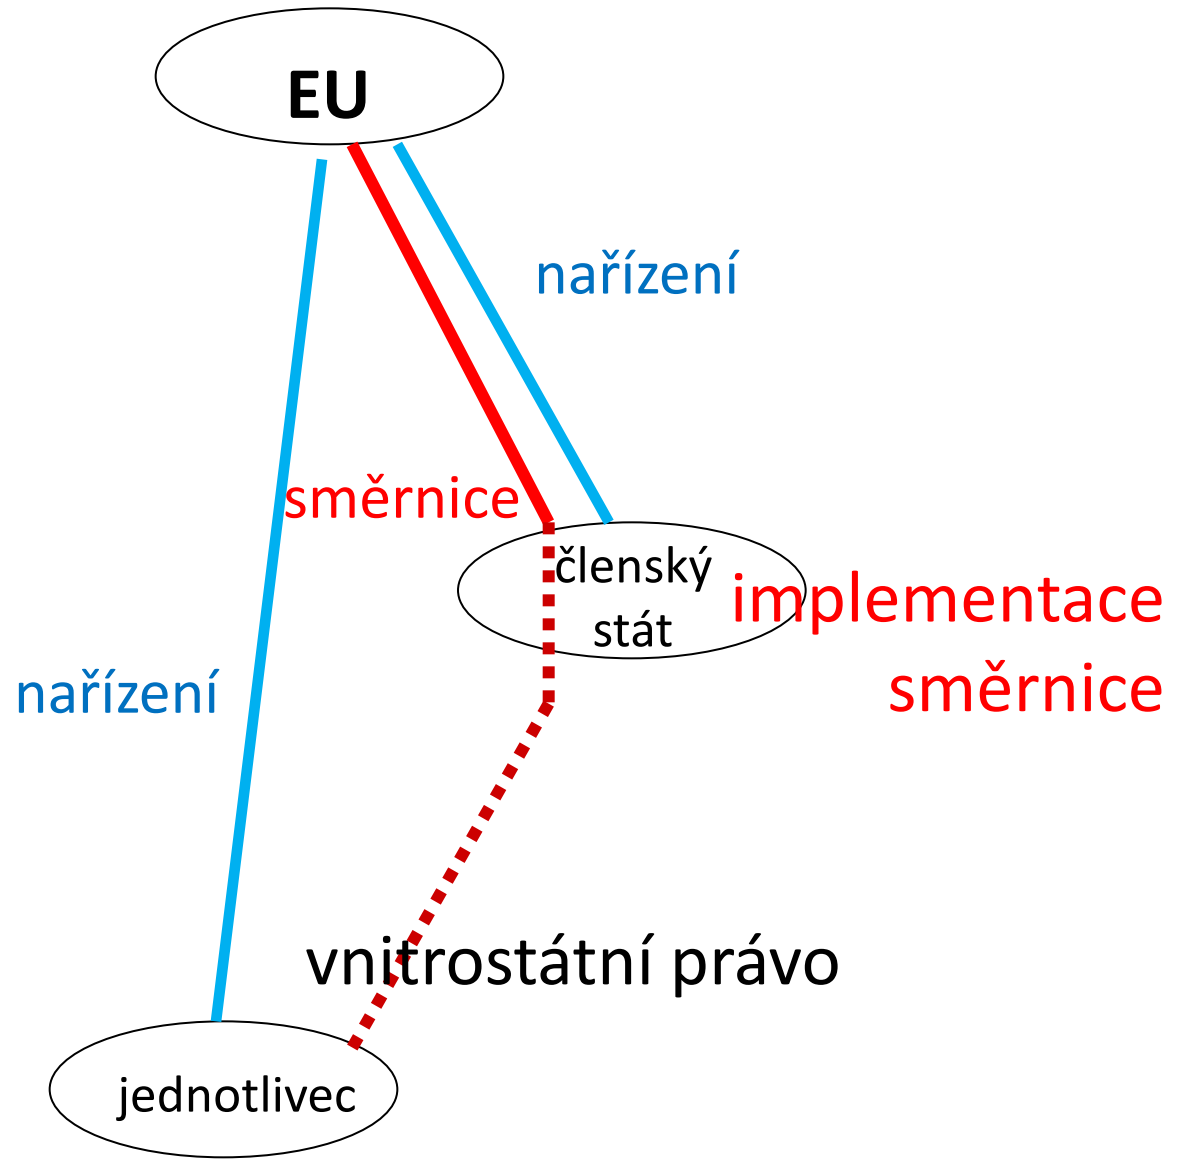 EU
nařízení
směrnice
členský
stát
implementace
směrnice
nařízení
vnitrostátní právo
jednotlivec